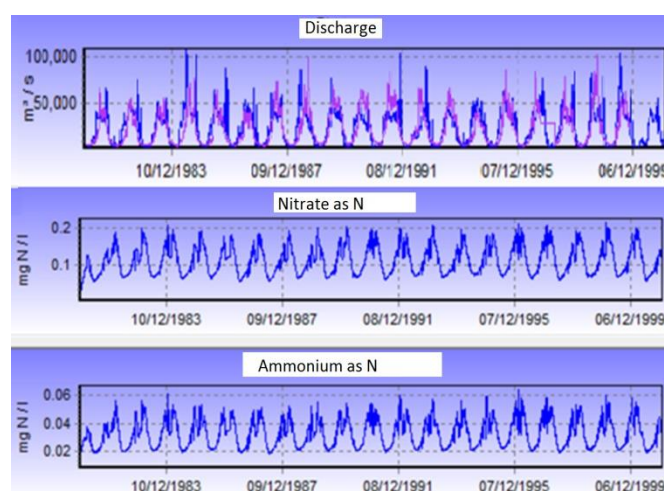 Discharge
100,000
50,000
m³ / s
10/12/1983 09/12/1987 08/12/1991 07/12/1995 06/12/1999
Nitrate as N
0.2
0.1
mg N / l
10/12/1983 09/12/1987 08/12/1991 07/12/1995 06/12/1999
Ammonium as N
0.06
0.04
0.02
mg N / l
10/12/1983 09/12/1987 08/12/1991 07/12/1995 06/12/1999